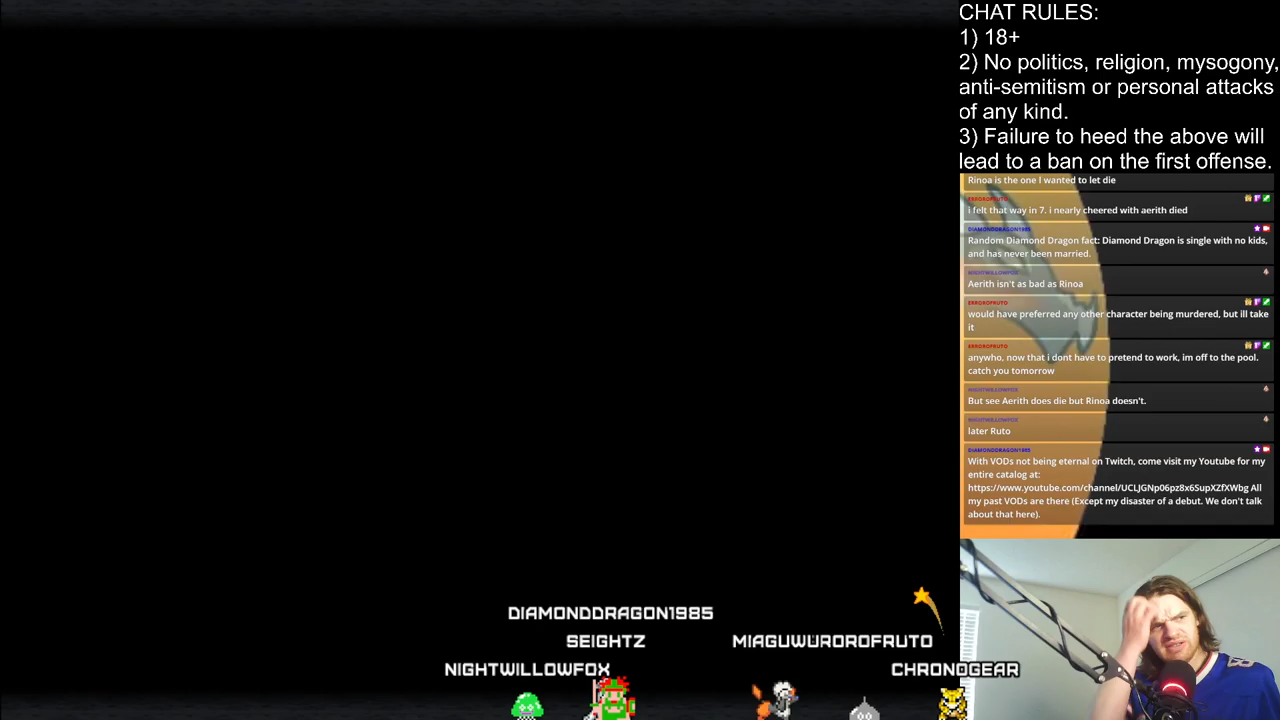 CHAT RULES:
1) 18+
2) No politics, religion, mysogony,
anti-semitism or personal attacks
of any kind.
3) Failure to heed the above will
lead to a ban on the first offense.
Rinoa is the one I wanted to let die
ERROROFRUTO
i felt that way in 7. i nearly cheered with aerith died
DIAMONDDRAGON1985
Random Diamond Dragon fact: Diamond Dragon is single with no kids,
and has never been married.
NIGHTWILLOWFOX
Aerith isn't as bad as Rinoa
ERROROFRUTO
would have preferred any other character being murdered, but ill take
it
ERROROFRUTO
anywho, now that i dont have to pretend to work, im off to the pool.
catch you tomorrow
NIGHTWILLOWFOX
But see Aerith does die but Rinoa doesn't.
NIGHTWILLOWFOX
later Ruto
DIAMONDDRAGON1985
With VODs not being eternal on Twitch, come visit my Youtube for my
entire catalog at:
https://www.youtube.com/channel/UCLJGNp06pz8x6SupXZfXWbg All
my past VODs are there (Except my disaster of a debut. We don't talk
about that here).
DIAMONDDRAGON1985
SEIGHTZ
NIGHTWILLOWFOX
CHRONOGEAR